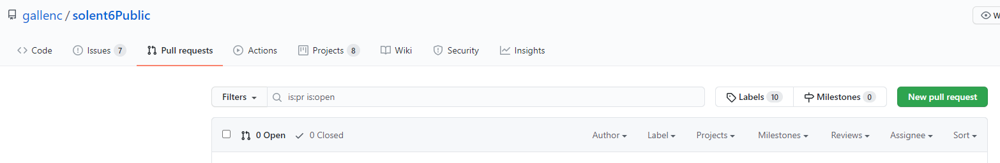 gallenc / solent6Public
W
Code Issues 7 Pull requests Actions Projects 8 Wiki Security Insights
Filters is:pr is:open Labels 10 Milestones 0 New pull request
0 Open 0 Closed Author Label Projects Milestones Reviews Assignee Sort